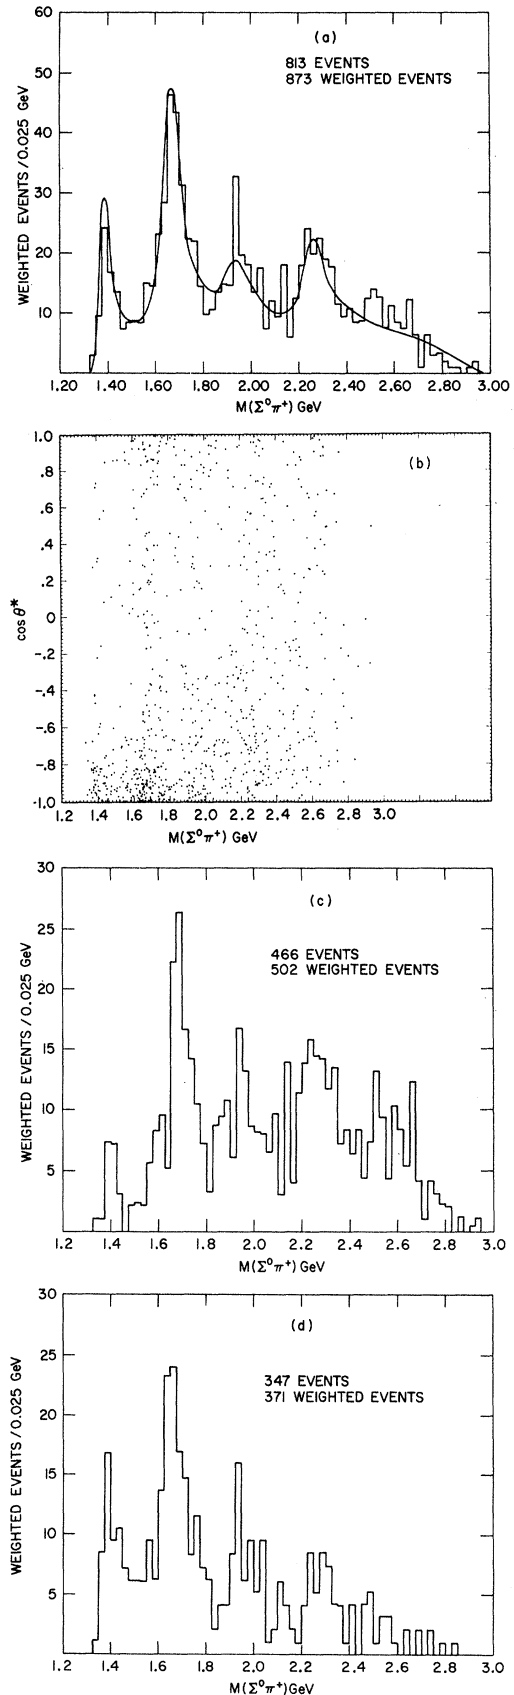 60
50
40
30
20
10
WEIGHTED EVENTS/0.025 GeV
(a)
813 EVENTS
873 WEIGHTED EVENTS
1.20 1.40 1.60 1.80 2.00 2.20 2.40 2.60 2.80 3.00
M(Σ⁰π⁺) GeV
1.0
.8
.6
.4
.2
0
-.2
-.4
-.6
-.8
-1.0
cos θ*
(b)
1.2 1.4 1.6 1.8 2.0 2.2 2.4 2.6 2.8 3.0
M(Σ⁰π⁺) GeV
30
25
20
15
10
5
WEIGHTED EVENTS/0.025 GeV
(c)
466 EVENTS
502 WEIGHTED EVENTS
1.2 1.4 1.6 1.8 2.0 2.2 2.4 2.6 2.8 3.0
M(Σ⁰π⁺) GeV
30
25
20
15
10
5
WEIGHTED EVENTS/0.025 GeV
(d)
347 EVENTS
371 WEIGHTED EVENTS
1.2 1.4 1.6 1.8 2.0 2.2 2.4 2.6 2.8 3.0
M(Σ⁰π⁺) GeV